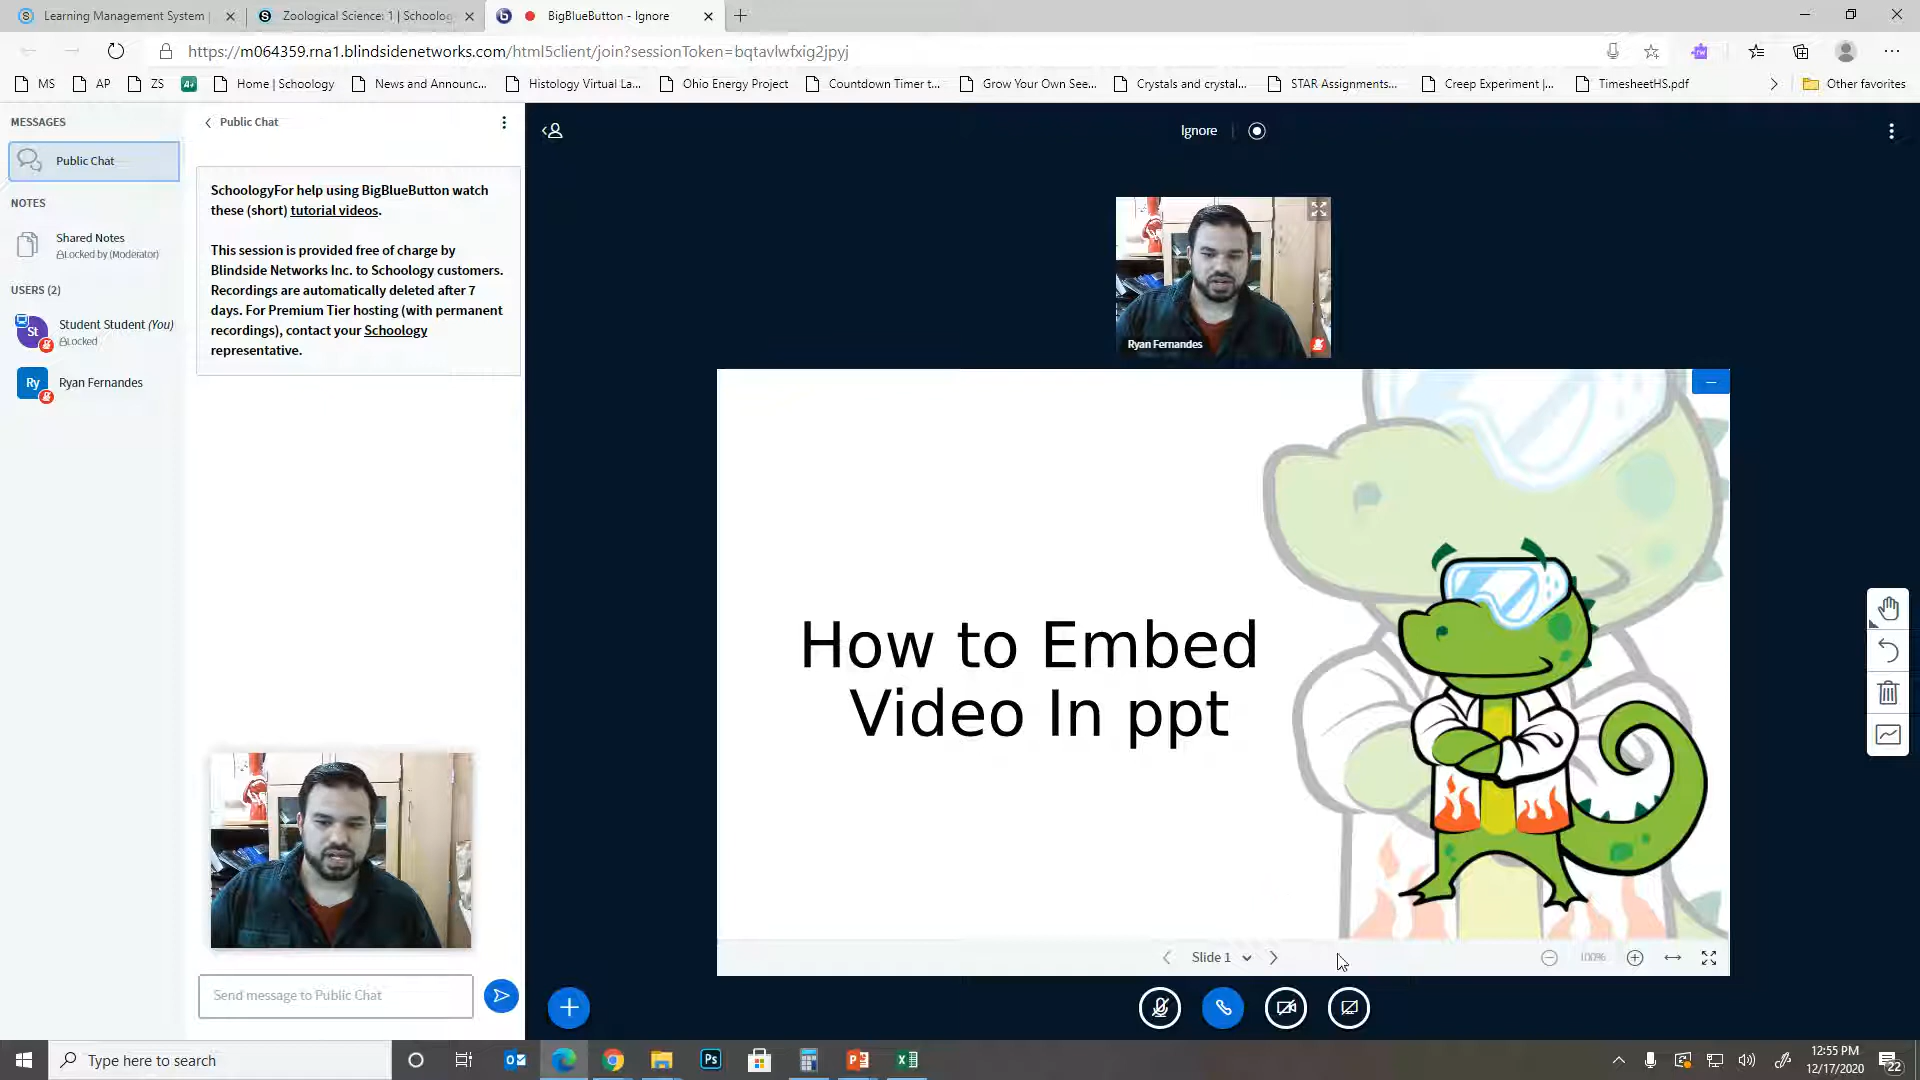 Learning Management System |
Zoological Science: 1 | Schoolog
BigBlueButton - Ignore
https://m064359.rna1.blindsidenetworks.com/html5client/join?sessionToken=bqtavlwfxig2jpyj
MS
AP
ZS
A+
Home | Schoology
News and Announc...
Histology Virtual La...
Ohio Energy Project
Countdown Timer t...
Grow Your Own See...
Crystals and crystal...
STAR Assignments...
Creep Experiment |...
TimesheetHS.pdf
Other favorites
MESSAGES
Public Chat
NOTES
Shared Notes
Locked by (Moderator)
USERS (2)
St
Student Student (You)
Locked
Ry
Ryan Fernandes
Public Chat
SchoologyFor help using BigBlueButton watch
these (short) tutorial videos.
This session is provided free of charge by
Blindside Networks Inc. to Schoology customers.
Recordings are automatically deleted after 7
days. For Premium Tier hosting (with permanent
recordings), contact your Schoology
representative.
Send message to Public Chat
Ignore
Ryan Fernandes
How to Embed
Video In ppt
Slide 1
100%
Type here to search
Ps
12:55 PM
12/17/2020
22